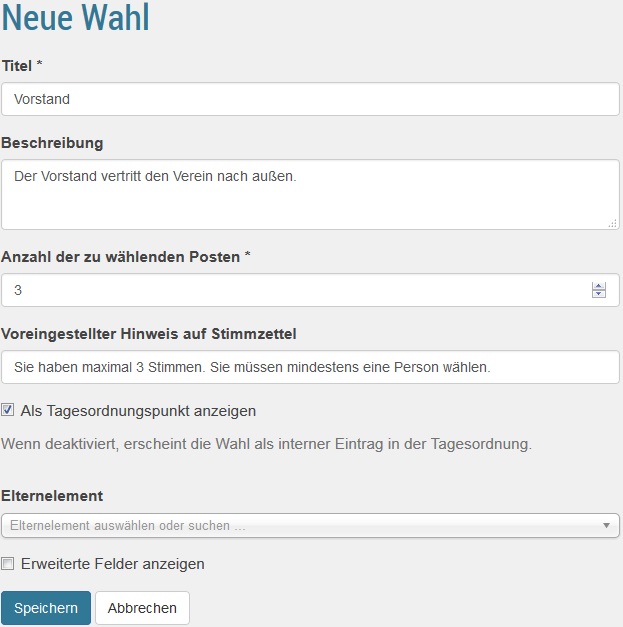 Neue Wahl
Titel *
Vorstand
Beschreibung
Der Vorstand vertritt den Verein nach außen.
Anzahl der zu wählenden Posten *
3
Voreingestellter Hinweis auf Stimmzettel
Sie haben maximal 3 Stimmen. Sie müssen mindestens eine Person wählen.
Als Tagesordnungspunkt anzeigen
Wenn deaktiviert, erscheint die Wahl als interner Eintrag in der Tagesordnung.
Elternelement
Elternelement auswählen oder suchen ...
Erweiterte Felder anzeigen
Speichern Abbrechen